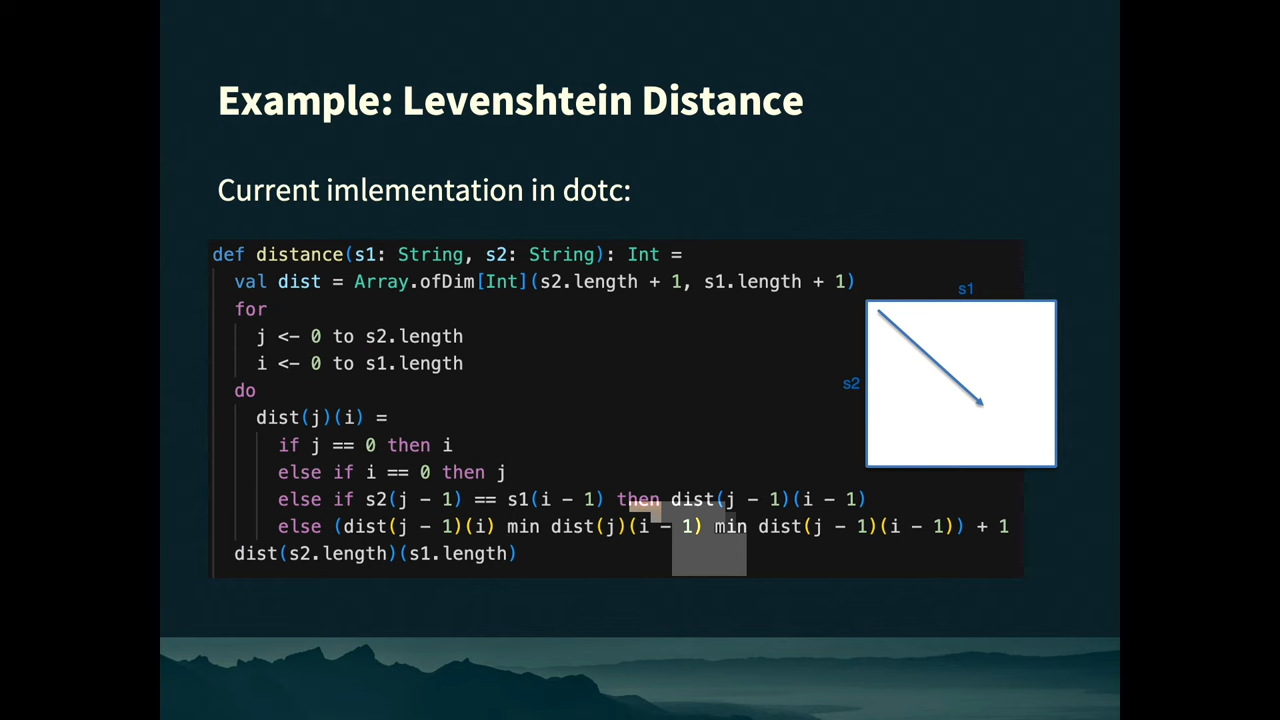 Example: Levenshtein Distance
Current imlementation in dotc:
def distance(s1: String, s2: String): Int =
  val dist = Array.ofDim[Int](s2.length + 1, s1.length + 1)
  for
    j <- 0 to s2.length
    i <- 0 to s1.length
  do
    dist(j)(i) =
      if j == 0 then i
      else if i == 0 then j
      else if s2(j - 1) == s1(i - 1) then dist(j - 1)(i - 1)
      else (dist(j - 1)(i) min dist(j)(i - 1) min dist(j - 1)(i - 1)) + 1
  dist(s2.length)(s1.length)
s1
s2